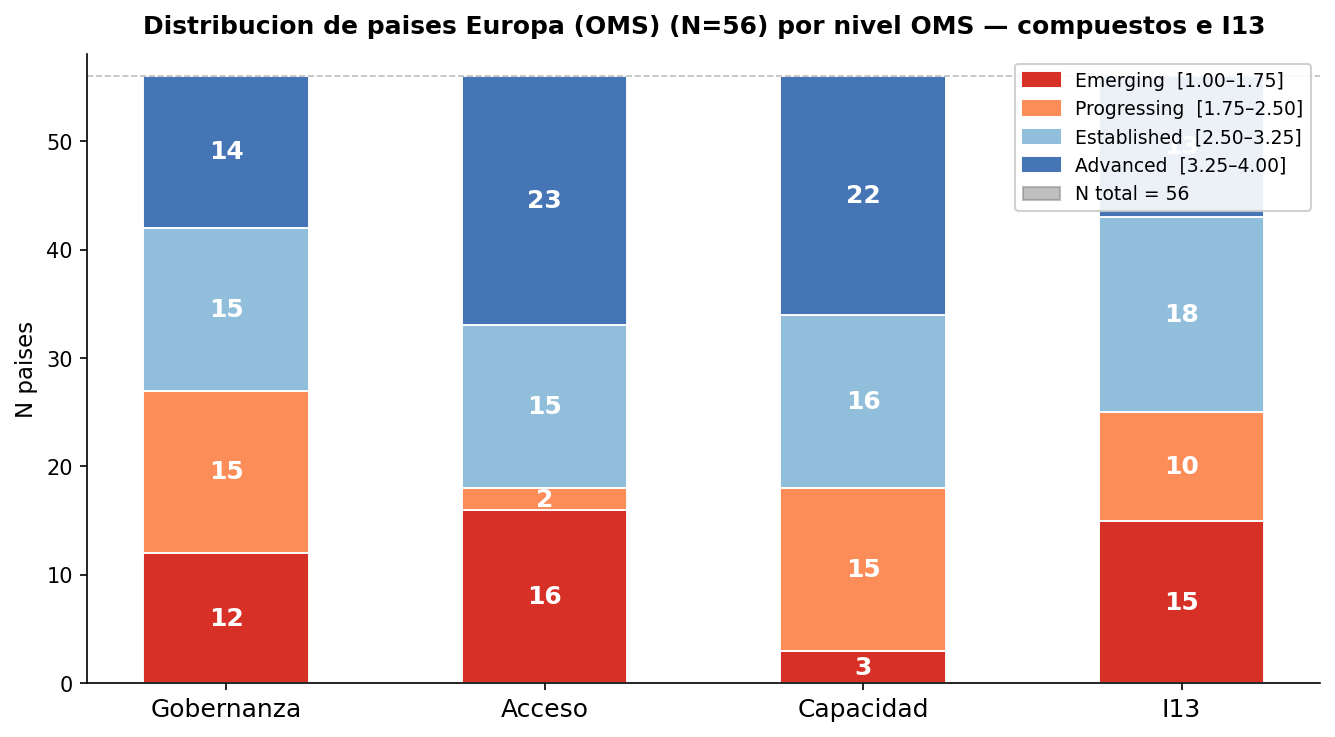 Distribucion de paises Europa (OMS) (N=56) por nivel OMS — compuestos e I13
Emerging [1.00–1.75]
Progressing [1.75–2.50]
Established [2.50–3.25]
Advanced [3.25–4.00]
N total = 56
N paises
50
40
30
20
10
0
14
15
15
12
23
15
2
16
22
16
15
3
18
10
15
Gobernanza
Acceso
Capacidad
I13